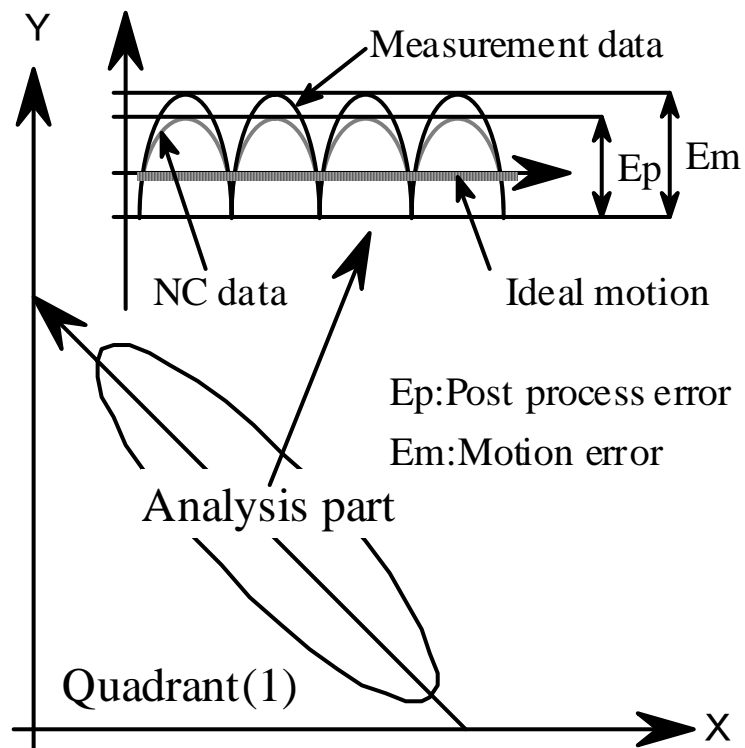 Y
Measurement data
Ep
Em
NC data
Ideal motion
Ep:Post process error
Em:Motion error
Analysis part
Quadrant(1)
X